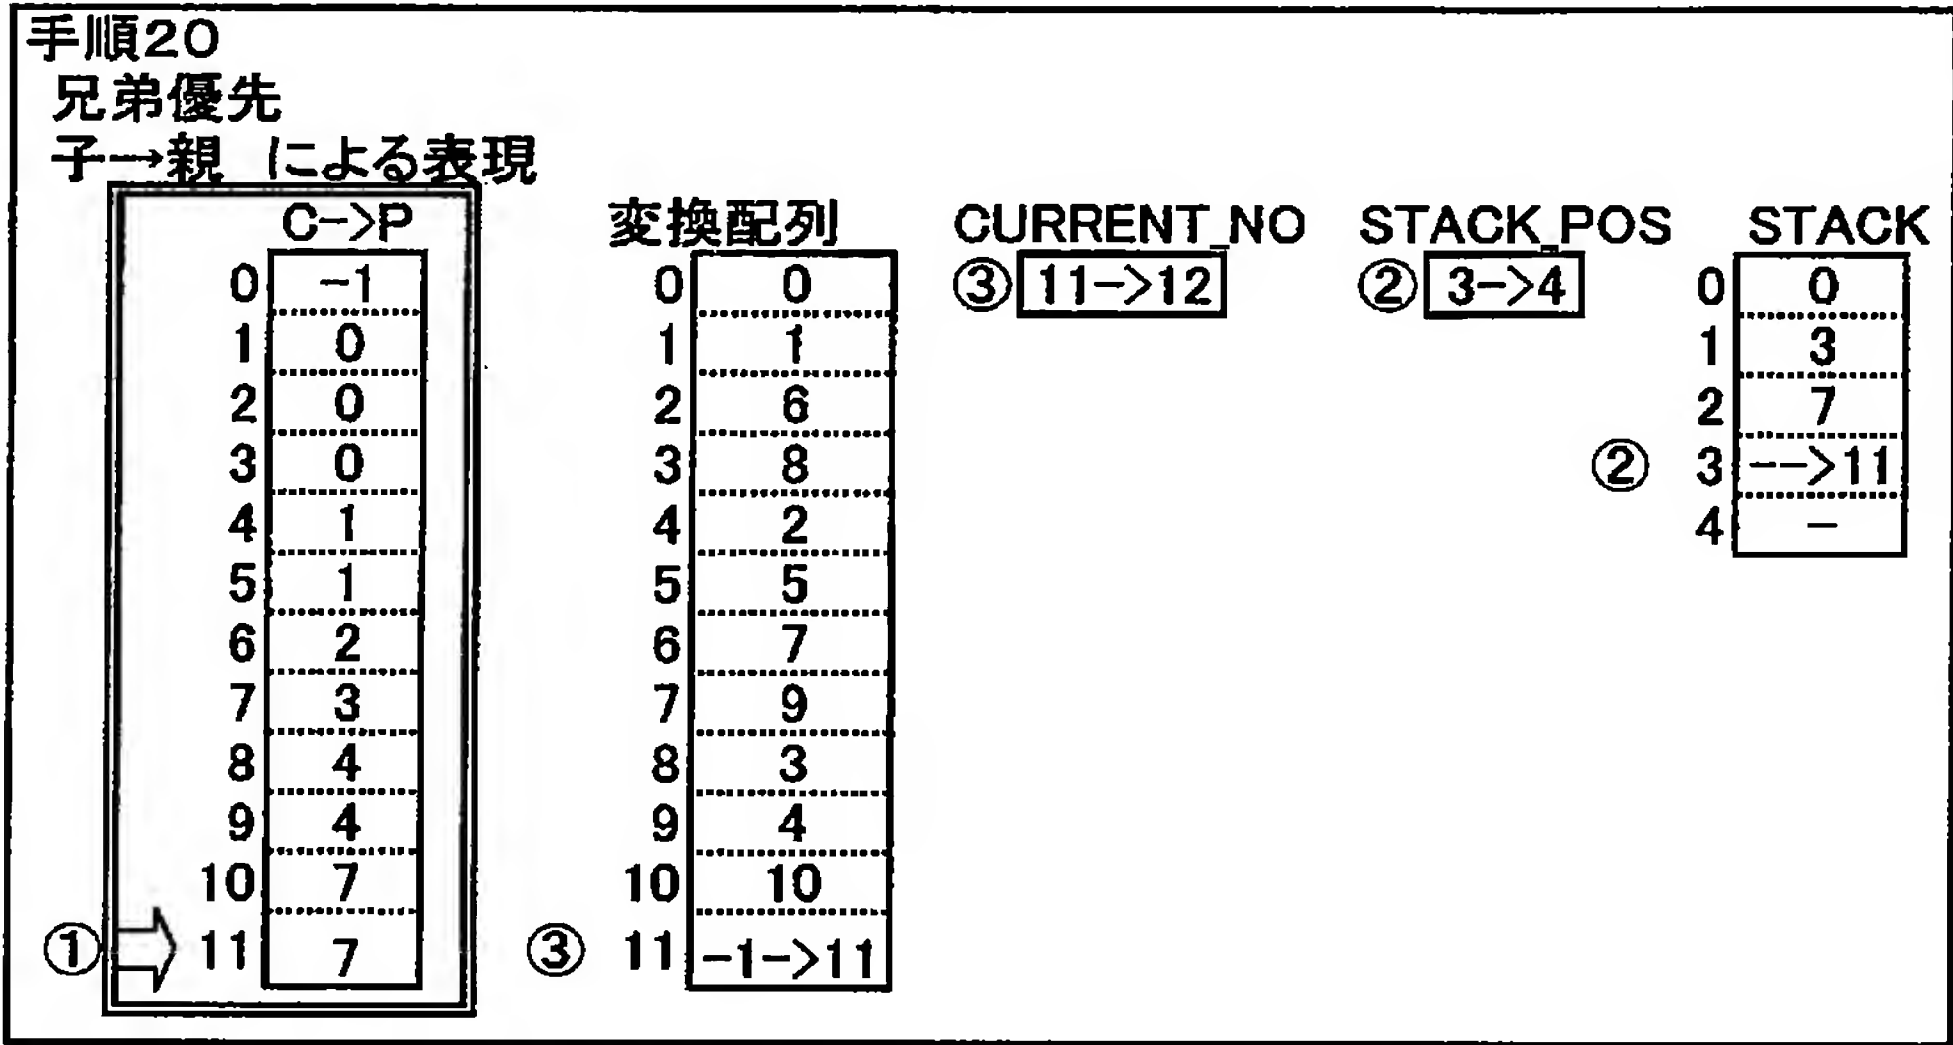 手順20
兄弟優先
子→親 による表現
C->P 変換配列 CURRENT_NO STACK_POS STACK
0 -1 0 0 ③ 11->12 ② 3->4 0 0
1 0 1 1 1 3
2 0 2 6 2 7
3 0 3 8 ② 3 -->11
4 1 4 2 4 -
5 1 5 5
6 2 6 7
7 3 7 9
8 4 8 3
9 4 9 4
10 7 10 10
① 11 7 ③ 11 -1->11